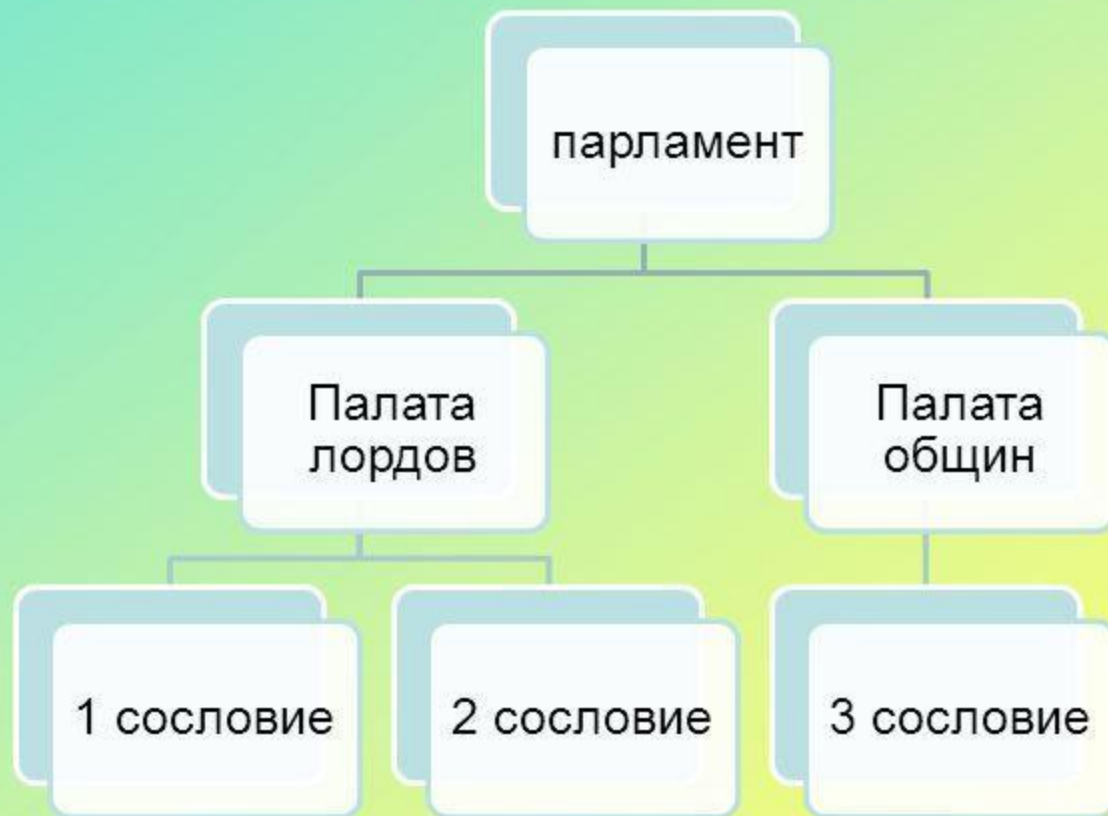 парламент
Палата
лордов
Палата
общин
1 сословие
2 сословие
3 сословие